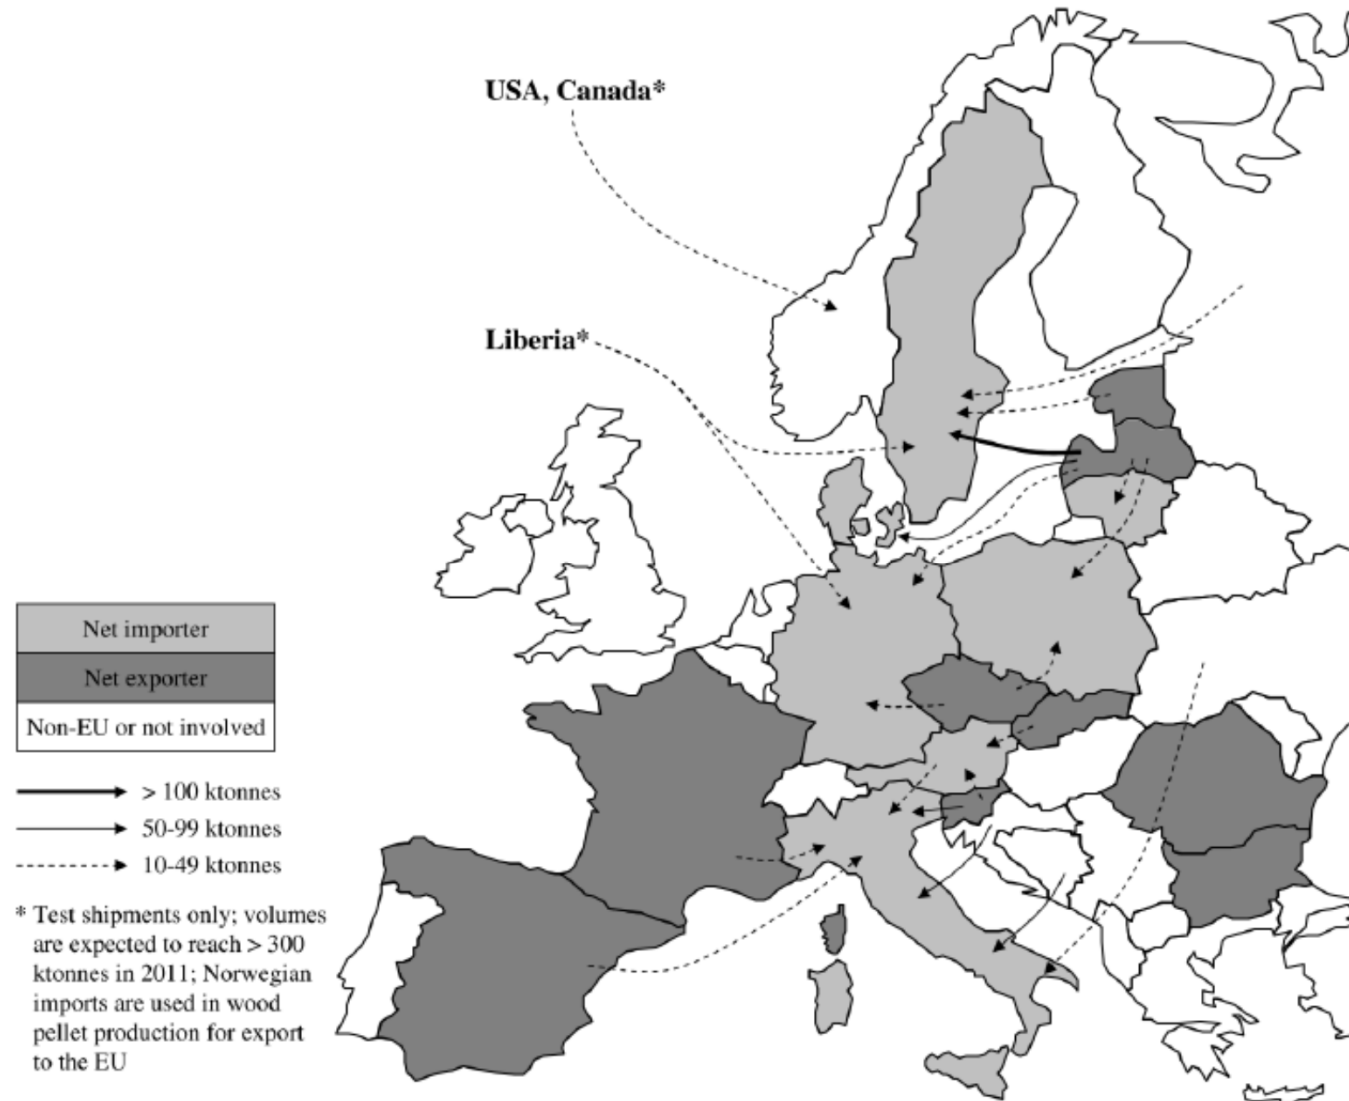 USA, Canada*
Liberia*
Net importer
Net exporter
Non-EU or not involved
> 100 ktonnes
50-99 ktonnes
10-49 ktonnes
* Test shipments only; volumes
are expected to reach > 300
ktonnes in 2011; Norwegian
imports are used in wood
pellet production for export
to the EU